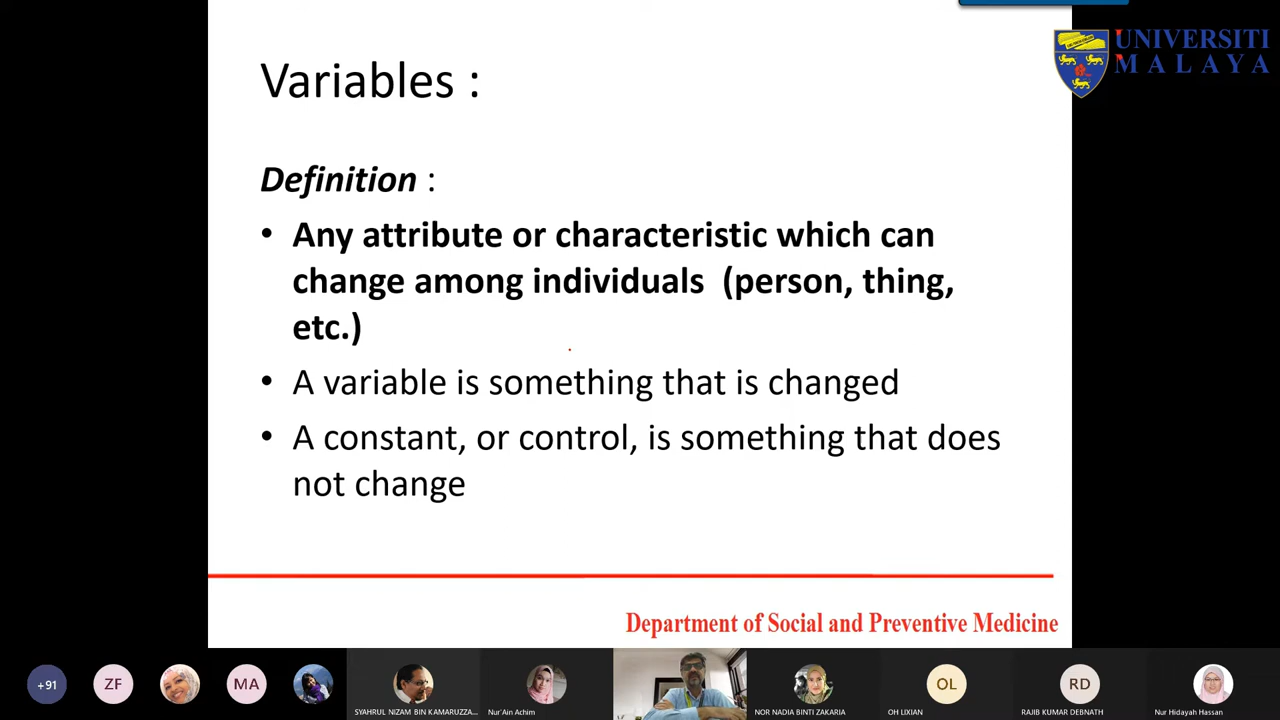 UNIVERSITI
MALAYA
Variables :
Definition :
• Any attribute or characteristic which can
change among individuals (person, thing,
etc.)
• A variable is something that is changed
• A constant, or control, is something that does
not change
Department of Social and Preventive Medicine
+91
ZF
MA
SYAHRUL NIZAM BIN KAMARUZZA...
Nur'Ain Achim
NOR NADIA BINTI ZAKARIA
OL
OH LIXIAN
RD
RAJIB KUMAR DEBNATH
Nur Hidayah Hassan